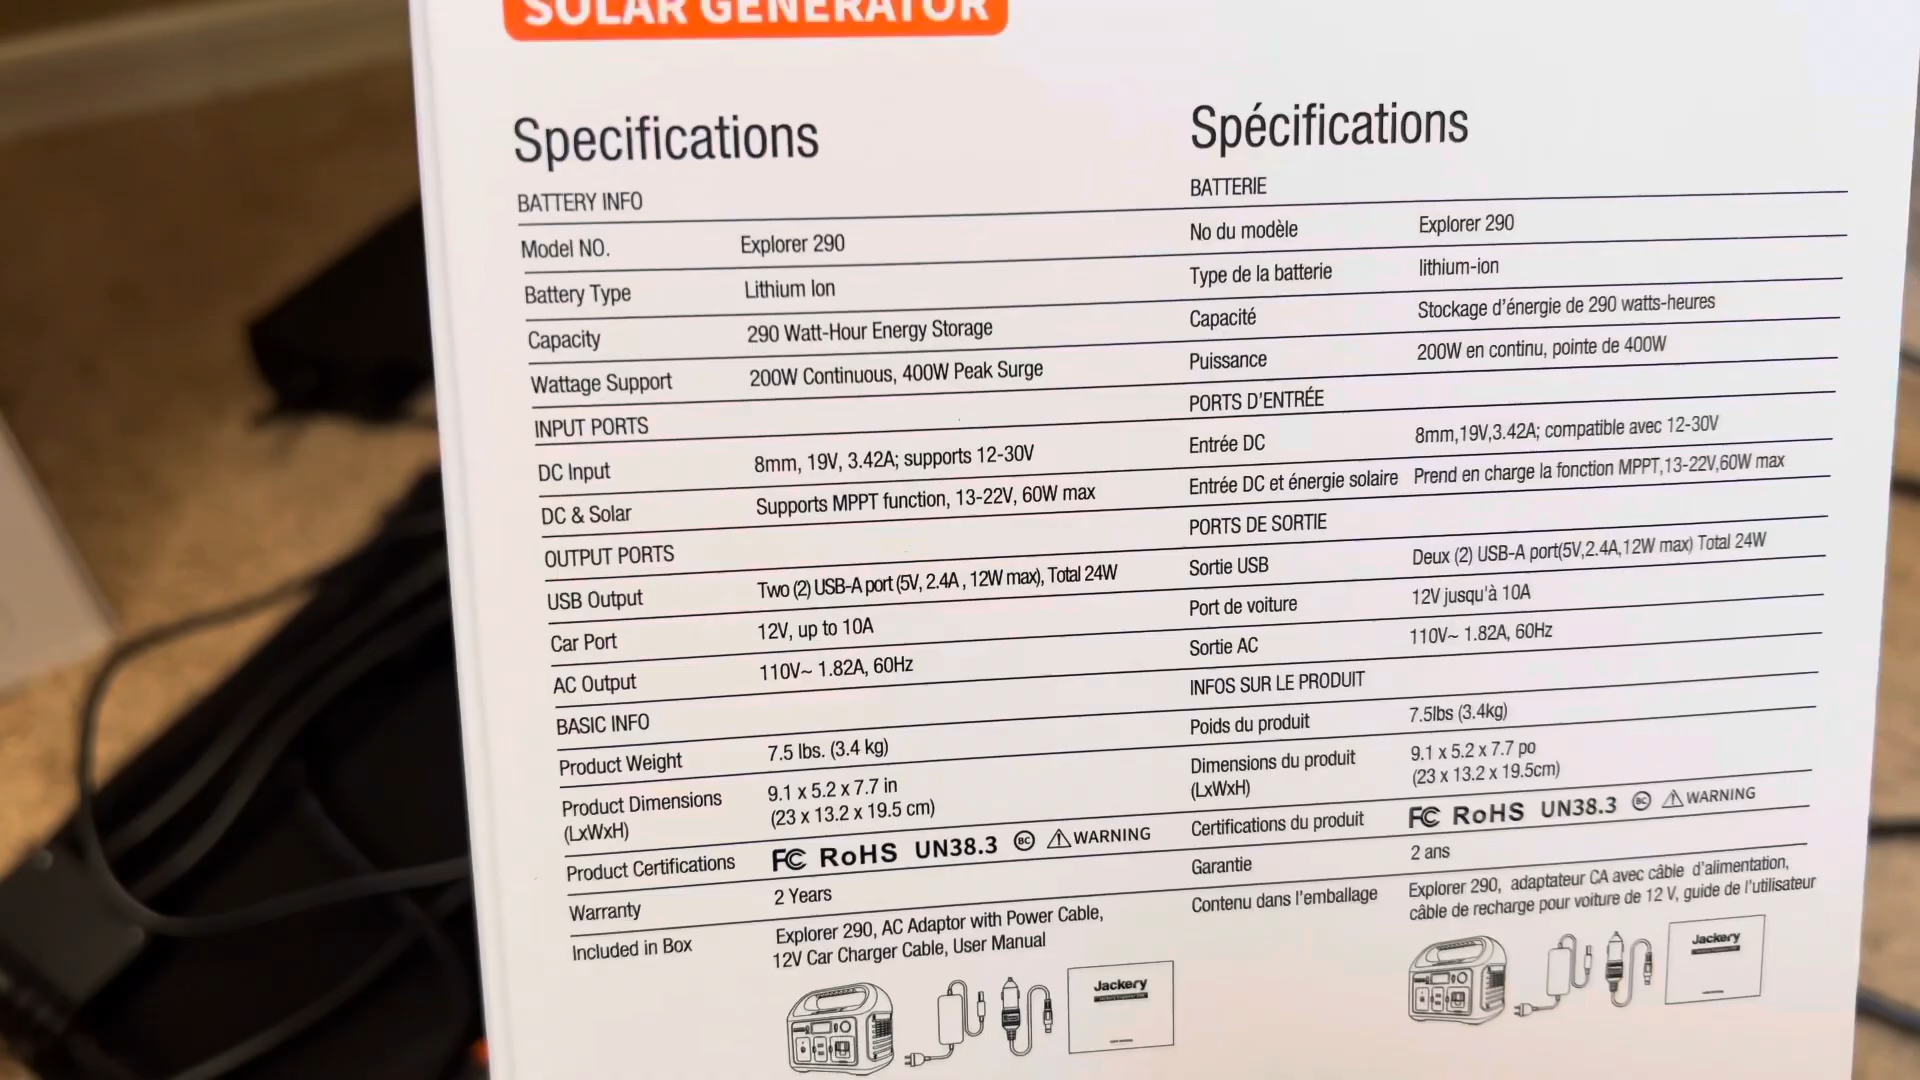 SOLAR GENERATOR
Specifications
BATTERY INFO
Model NO. Explorer 290
Battery Type Lithium Ion
Capacity 290 Watt-Hour Energy Storage
Wattage Support 200W Continuous, 400W Peak Surge
INPUT PORTS
DC Input 8mm, 19V, 3.42A; supports 12-30V
DC & Solar Supports MPPT function, 13-22V, 60W max
OUTPUT PORTS
USB Output Two (2) USB-A port (5V, 2.4A , 12W max), Total 24W
Car Port 12V, up to 10A
AC Output 110V~ 1.82A, 60Hz
BASIC INFO
Product Weight 7.5 lbs. (3.4 kg)
Product Dimensions 9.1 x 5.2 x 7.7 in
(LxWxH) (23 x 13.2 x 19.5 cm)
Product Certifications FC RoHS UN38.3 BC WARNING
Warranty 2 Years
Included in Box Explorer 290, AC Adaptor with Power Cable,
12V Car Charger Cable, User Manual
Jackery
Spécifications
BATTERIE
No du modèle Explorer 290
Type de la batterie lithium-ion
Capacité Stockage d'énergie de 290 watts-heures
Puissance 200W en continu, pointe de 400W
PORTS D'ENTRÉE
Entrée DC 8mm,19V,3.42A; compatible avec 12-30V
Entrée DC et énergie solaire Prend en charge la fonction MPPT,13-22V,60W max
PORTS DE SORTIE
Sortie USB Deux (2) USB-A port(5V,2.4A,12W max) Total 24W
Port de voiture 12V jusqu'à 10A
Sortie AC 110V~ 1.82A, 60Hz
INFOS SUR LE PRODUIT
Poids du produit 7.5lbs (3.4kg)
Dimensions du produit 9.1 x 5.2 x 7.7 po
(LxWxH) (23 x 13.2 x 19.5cm)
Certifications du produit FC RoHS UN38.3 BC WARNING
Garantie 2 ans
Contenu dans l'emballage Explorer 290, adaptateur CA avec câble d'alimentation,
câble de recharge pour voiture de 12 V, guide de l'utilisateur
Jackery